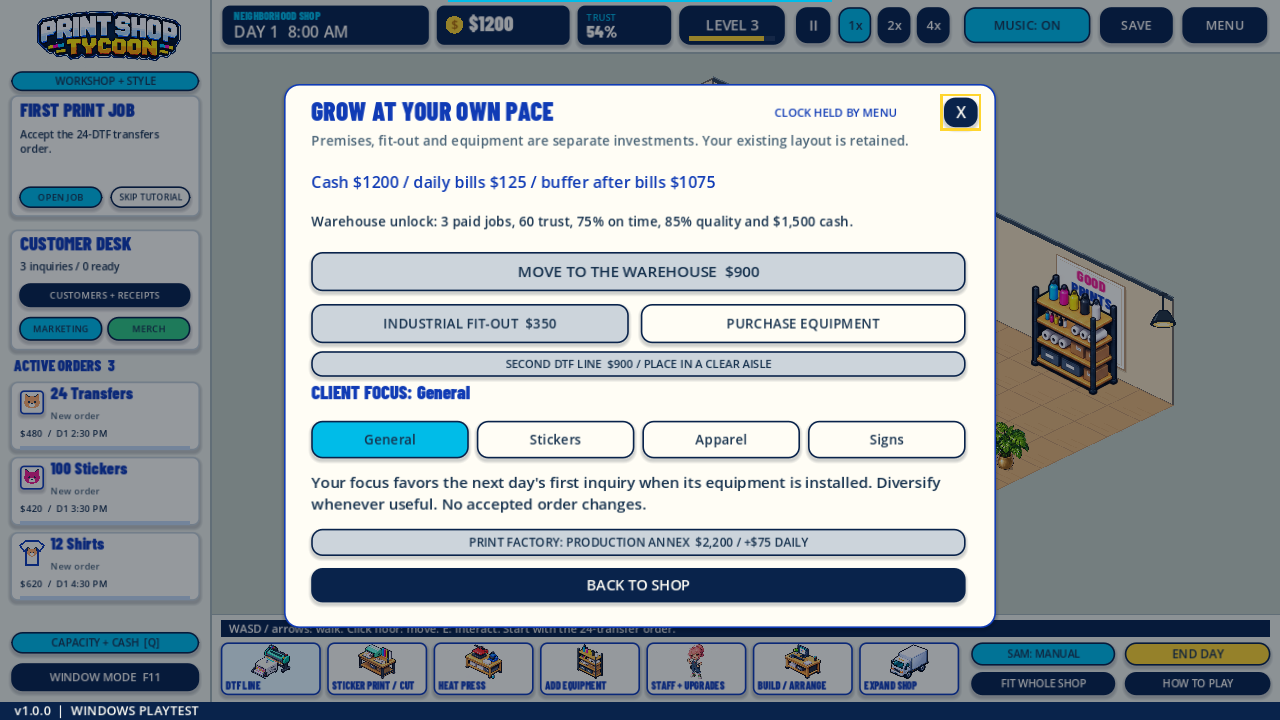 PRINT SHOP
TYCOON
NEIGHBORHOOD SHOP
DAY 1  8:00 AM
$
$1200
TRUST
54%
LEVEL 3
II
1x
2x
4x
MUSIC: ON
SAVE
MENU
WORKSHOP + STYLE
FIRST PRINT JOB
Accept the 24-DTF transfers
order.
OPEN JOB
SKIP TUTORIAL
CUSTOMER DESK
3 inquiries / 0 ready
CUSTOMERS + RECEIPTS
MARKETING
MERCH
ACTIVE ORDERS  3
24 Transfers
New order
$480  /  D1 2:30 PM
100 Stickers
New order
$420  /  D1 3:30 PM
12 Shirts
New order
$620  /  D1 4:30 PM
CAPACITY + CASH  [Q]
WINDOW MODE  F11
GROW AT YOUR OWN PACE
CLOCK HELD BY MENU
X
Premises, fit-out and equipment are separate investments. Your existing layout is retained.
Cash $1200 / daily bills $125 / buffer after bills $1075
Warehouse unlock: 3 paid jobs, 60 trust, 75% on time, 85% quality and $1,500 cash.
MOVE TO THE WAREHOUSE  $900
INDUSTRIAL FIT-OUT  $350
PURCHASE EQUIPMENT
SECOND DTF LINE  $900 / PLACE IN A CLEAR AISLE
CLIENT FOCUS: General
General
Stickers
Apparel
Signs
Your focus favors the next day's first inquiry when its equipment is installed. Diversify
whenever useful. No accepted order changes.
PRINT FACTORY: PRODUCTION ANNEX  $2,200 / +$75 DAILY
BACK TO SHOP
GOOD
PRINTS
WASD / arrows: walk. Click floor: move. E: interact. Start with the 24-transfer order.
DTF LINE
STICKER PRINT / CUT
HEAT PRESS
ADD EQUIPMENT
STAFF + UPGRADES
BUILD / ARRANGE
EXPAND SHOP
SAM: MANUAL
END DAY
FIT WHOLE SHOP
HOW TO PLAY
v1.0.0  |  WINDOWS PLAYTEST